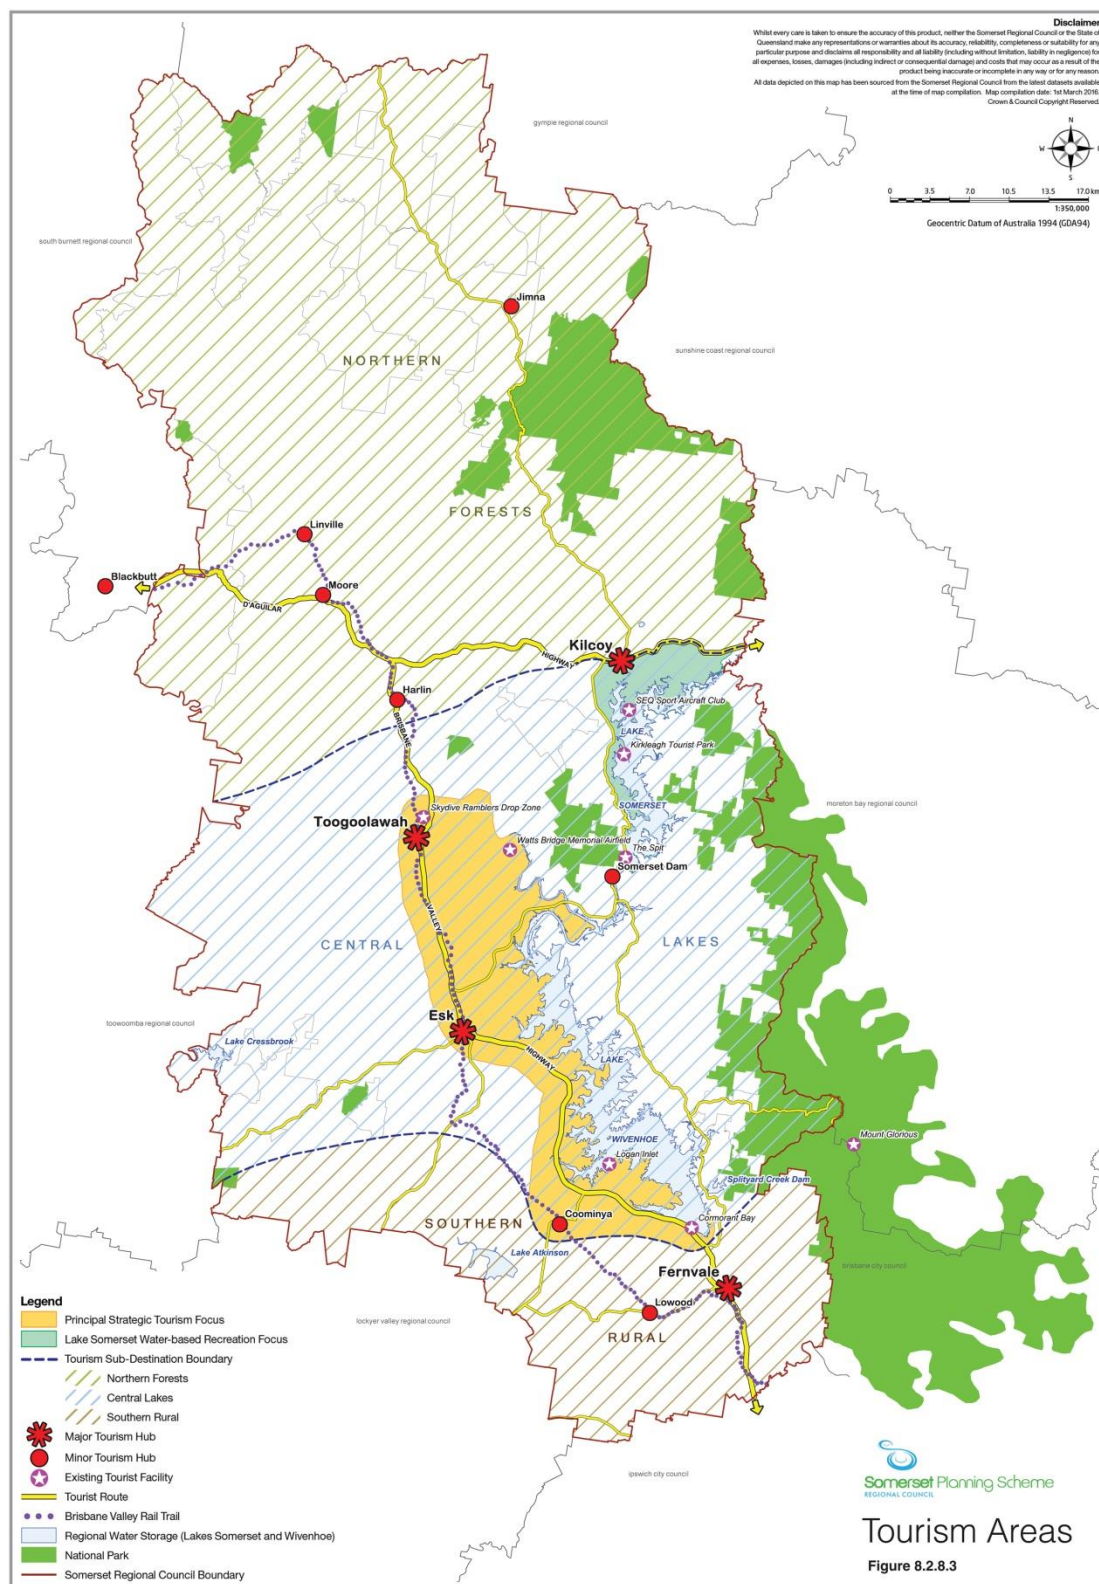 Disclaimer
Whilst every care is taken to ensure the accuracy of this product, neither the Somerset Regional Council or the State of
Queensland make any representations or warranties about its accuracy, reliability, completeness or suitability for any
particular purpose and disclaims all responsibility and all liability (including without limitation, liability in negligence) for
all expenses, losses, damages (including indirect or consequential damage) and costs that may occur as a result of the
product being inaccurate or incomplete in any way or for any reason.
All data depicted on this map has been sourced from the Somerset Regional Council from the latest datasets available
at the time of map compilation. Map compilation date: 1st March 2016.
Crown & Council Copyright Reserved.
N
W
E
S
0 3.5 7.0 10.5 13.5 17.0 km
1:350,000
Geocentric Datum of Australia 1994 (GDA94)
gympie regional council
south burnett regional council
Jimna
sunshine coast regional council
NORTHERN
FORESTS
Linville
Blackbutt
Moore
D'AGUILAR
HIGHWAY
Kilcoy
Harlin
BRISBANE
SEQ Sport Aircraft Club
LAKE
Kirkleagh Tourist Park
SOMERSET
moreton bay regional council
Skydive Ramblers Drop Zone
Toogoolawah
Watts Bridge Memorial Airfield
The Spit
Somerset Dam
VALLEY
CENTRAL
LAKES
toowoomba regional council
Esk
Lake Cressbrook
HIGHWAY
LAKE
WIVENHOE
Mount Glorious
Logan Inlet
Splityard Creek Dam
SOUTHERN
Coominya
Cormorant Bay
Lake Atkinson
brisbane city council
Fernvale
Lowood
lockyer valley regional council
RURAL
ipswich city council
Legend
Principal Strategic Tourism Focus
Lake Somerset Water-based Recreation Focus
Tourism Sub-Destination Boundary
Northern Forests
Central Lakes
Southern Rural
Major Tourism Hub
Minor Tourism Hub
Existing Tourist Facility
Tourist Route
Brisbane Valley Rail Trail
Regional Water Storage (Lakes Somerset and Wivenhoe)
National Park
Somerset Regional Council Boundary
Somerset Planning Scheme
REGIONAL COUNCIL
Tourism Areas
Figure 8.2.8.3